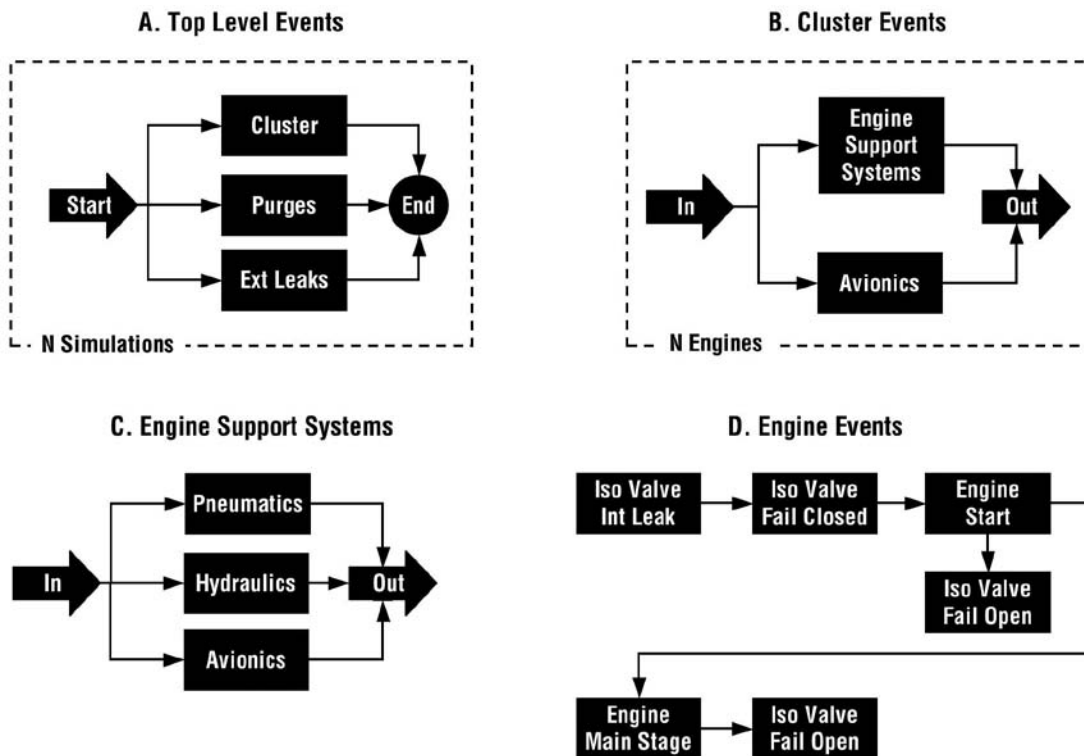 A. Top Level Events
Cluster
Start
Purges
End
Ext Leaks
N Simulations
B. Cluster Events
Engine
Support
Systems
In
Out
Avionics
N Engines
C. Engine Support Systems
Pneumatics
In
Hydraulics
Out
Avionics
D. Engine Events
Iso Valve
Int Leak
Iso Valve
Fail Closed
Engine
Start
Iso Valve
Fail Open
Engine
Main Stage
Iso Valve
Fail Open